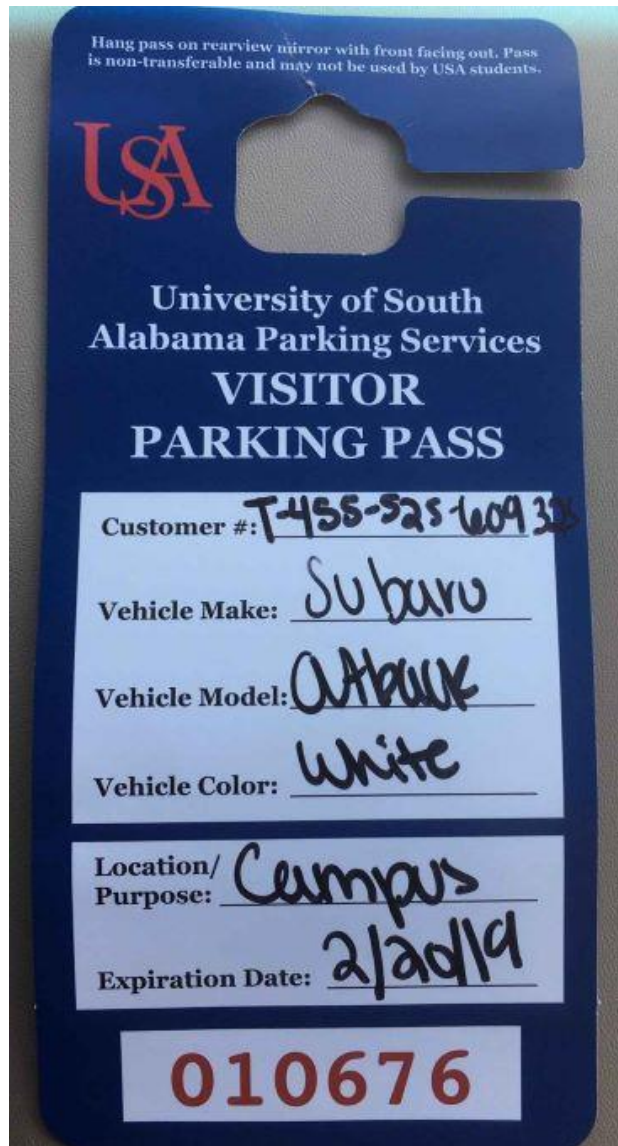 Hang pass on rearview mirror with front facing out. Pass
is non-transferable and may not be used by USA students.
USA
University of South
Alabama Parking Services
VISITOR
PARKING PASS
Customer #: T-455-525-609 325
Vehicle Make: Subaru
Vehicle Model: Outback
Vehicle Color: White
Location/
Purpose: Campus
Expiration Date: 2/20/19
010676